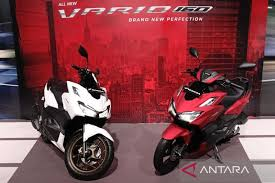 ALL NEW
VARIO 160
BRAND NEW PERFECTION
ANTARA